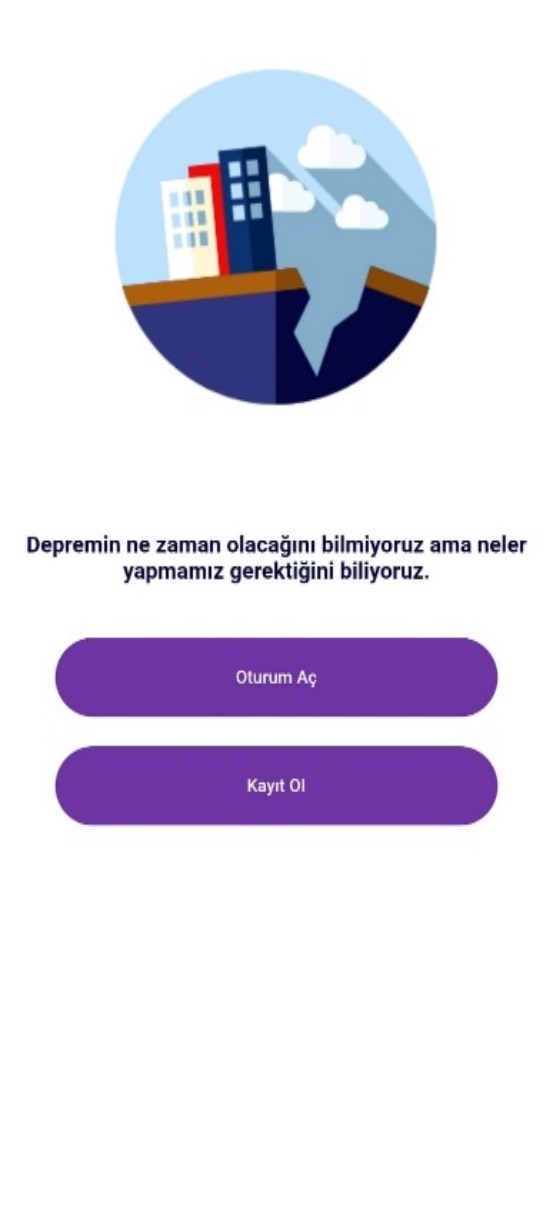 Depremin ne zaman olacağını bilmiyoruz ama neler
yapmamız gerektiğini biliyoruz.
Oturum Aç
Kayıt Ol